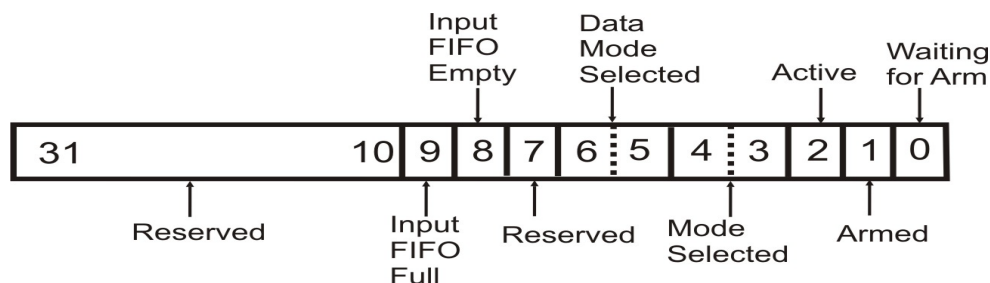 Input
FIFO
Empty
Data
Mode
Selected
Active
Waiting
for Arm
31 10 9 8 7 6 5 4 3 2 1 0
Reserved
Input
FIFO
Full
Reserved
Mode
Selected
Armed